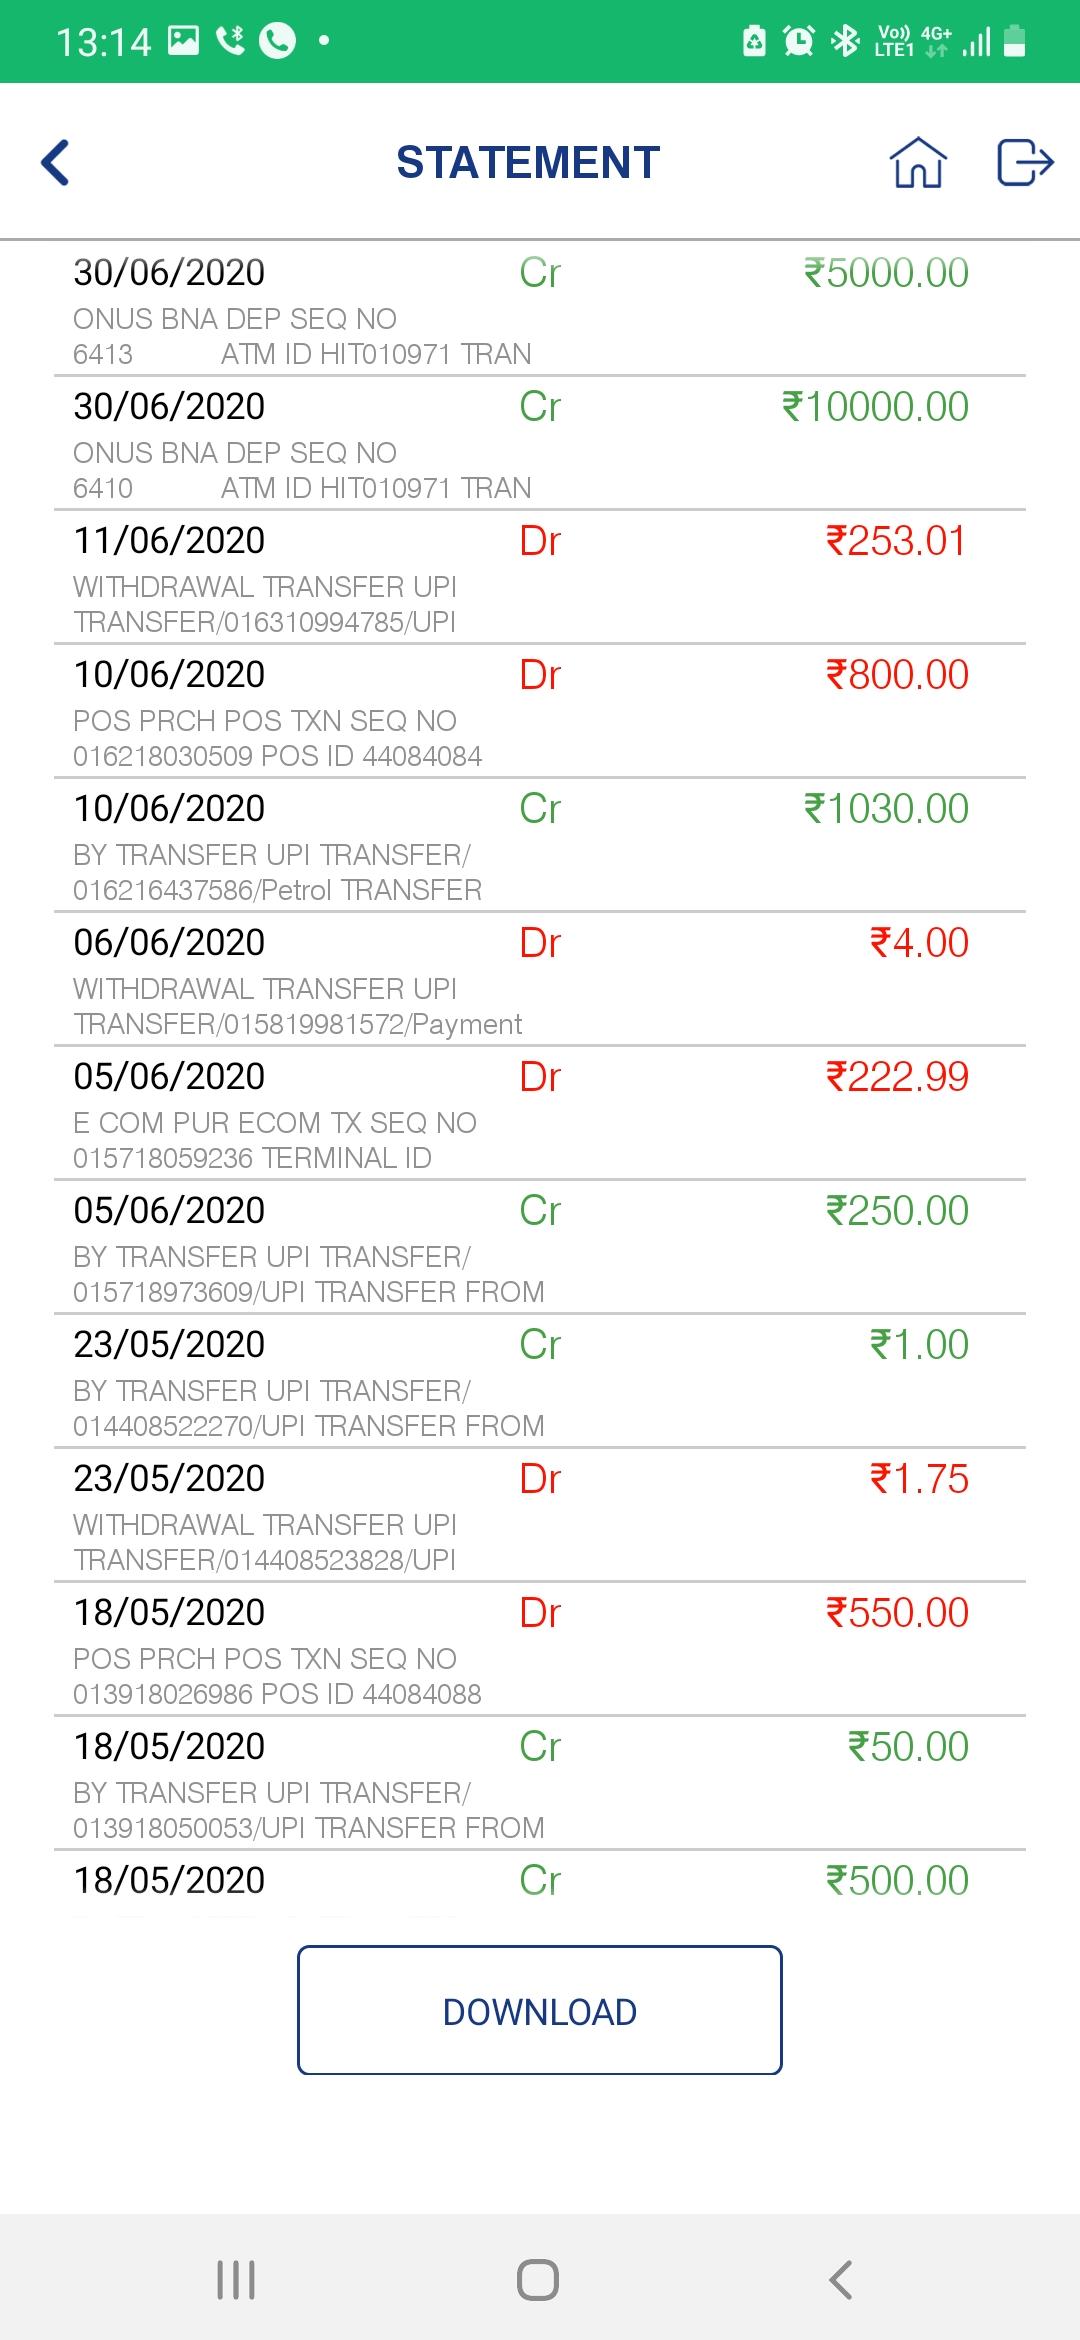 13:14 Vo)) LTE1 4G+
STATEMENT
30/06/2020 Cr ₹5000.00
ONUS BNA DEP SEQ NO
6413 ATM ID HIT010971 TRAN
30/06/2020 Cr ₹10000.00
ONUS BNA DEP SEQ NO
6410 ATM ID HIT010971 TRAN
11/06/2020 Dr ₹253.01
WITHDRAWAL TRANSFER UPI
TRANSFER/016310994785/UPI
10/06/2020 Dr ₹800.00
POS PRCH POS TXN SEQ NO
016218030509 POS ID 44084084
10/06/2020 Cr ₹1030.00
BY TRANSFER UPI TRANSFER/
016216437586/Petrol TRANSFER
06/06/2020 Dr ₹4.00
WITHDRAWAL TRANSFER UPI
TRANSFER/015819981572/Payment
05/06/2020 Dr ₹222.99
E COM PUR ECOM TX SEQ NO
015718059236 TERMINAL ID
05/06/2020 Cr ₹250.00
BY TRANSFER UPI TRANSFER/
015718973609/UPI TRANSFER FROM
23/05/2020 Cr ₹1.00
BY TRANSFER UPI TRANSFER/
014408522270/UPI TRANSFER FROM
23/05/2020 Dr ₹1.75
WITHDRAWAL TRANSFER UPI
TRANSFER/014408523828/UPI
18/05/2020 Dr ₹550.00
POS PRCH POS TXN SEQ NO
013918026986 POS ID 44084088
18/05/2020 Cr ₹50.00
BY TRANSFER UPI TRANSFER/
013918050053/UPI TRANSFER FROM
18/05/2020 Cr ₹500.00
DOWNLOAD